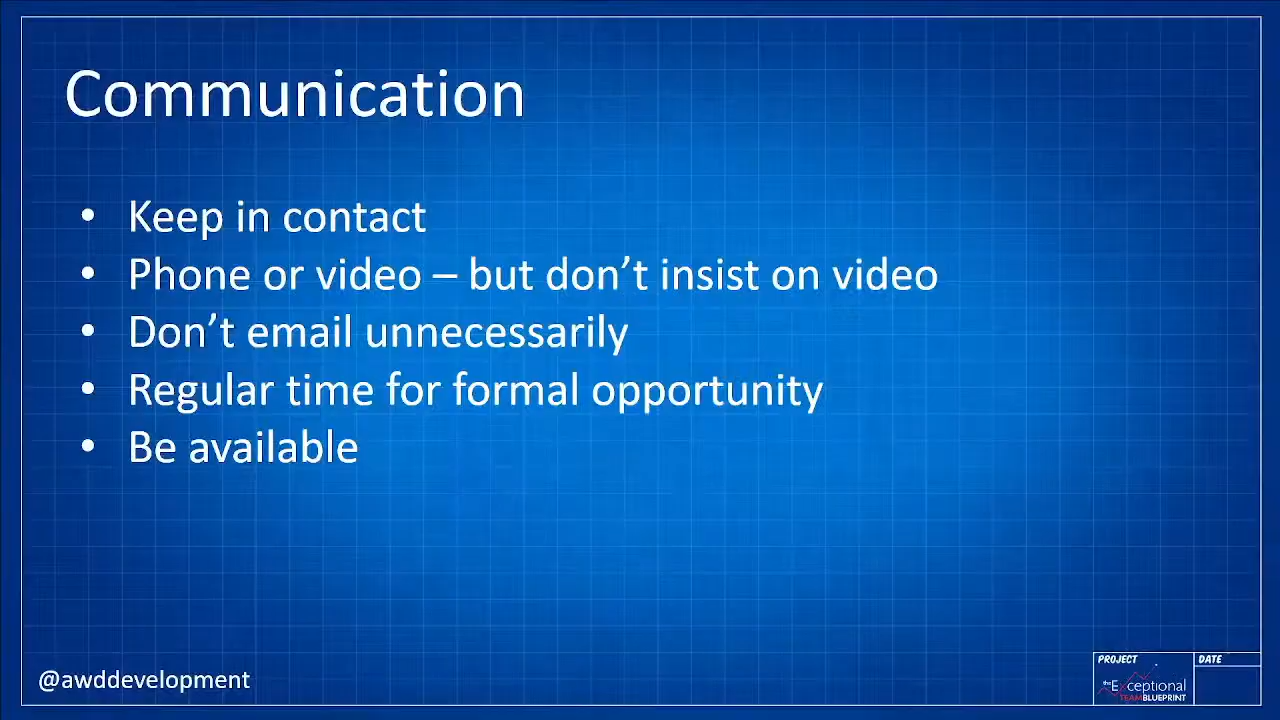 Communication
• Keep in contact
• Phone or video – but don’t insist on video
• Don’t email unnecessarily
• Regular time for formal opportunity
• Be available
@awddevelopment
PROJECT
DATE
the Exceptional
TEAM BLUEPRINT